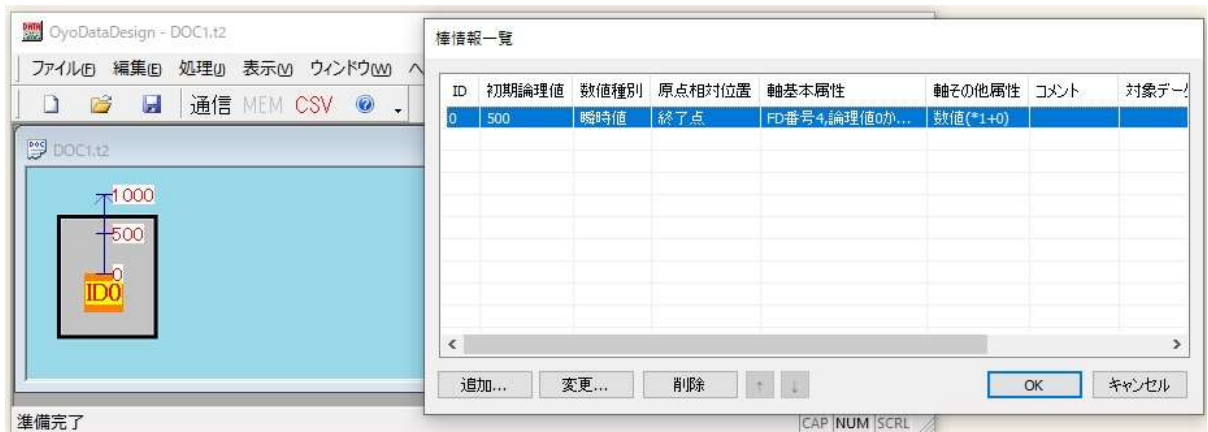 OyoDataDesign - DOC1.t2
ファイル(F) 編集(E) 処理(J) 表示(V) ウィンドウ(W) ヘ
通信 MEM CSV
DOC1.t2
1000
500
0
ID0
準備完了
CAP NUM SCRL
棒情報一覧
ID 初期論理値 数値種別 原点相対位置 軸基本属性 軸その他属性 コメント 対象デー
0 500 瞬時値 終了点 FD番号4,論理値0か... 数値(*1+0)
追加... 変更... 削除 ↑ ↓ OK キャンセル